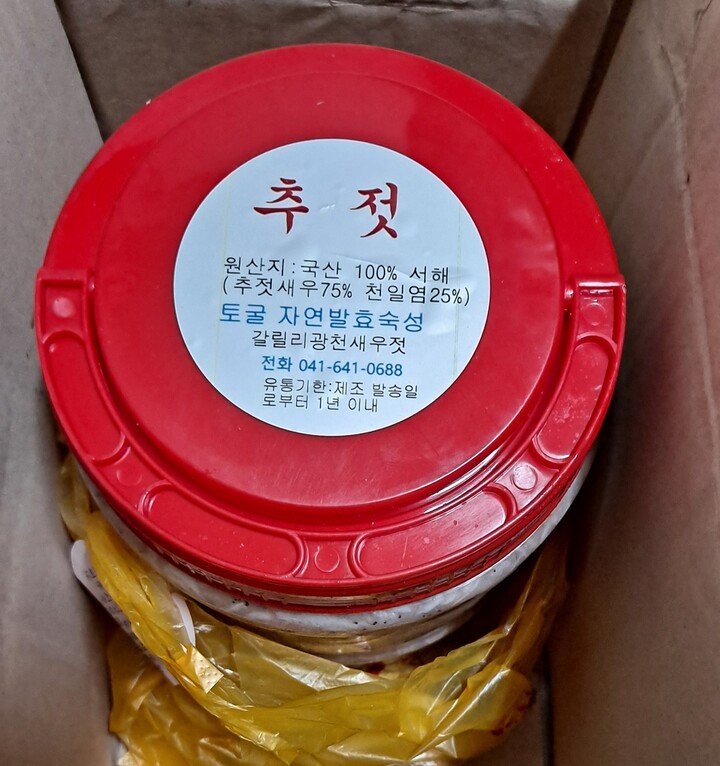 추 젓
원산지:국산 100% 서해
(추젓새우75% 천일염25%)
토굴 자연발효숙성
갈릴리광천새우젓
전화 041-641-0688
유통기한:제조 발송일
로부터 1년 이내